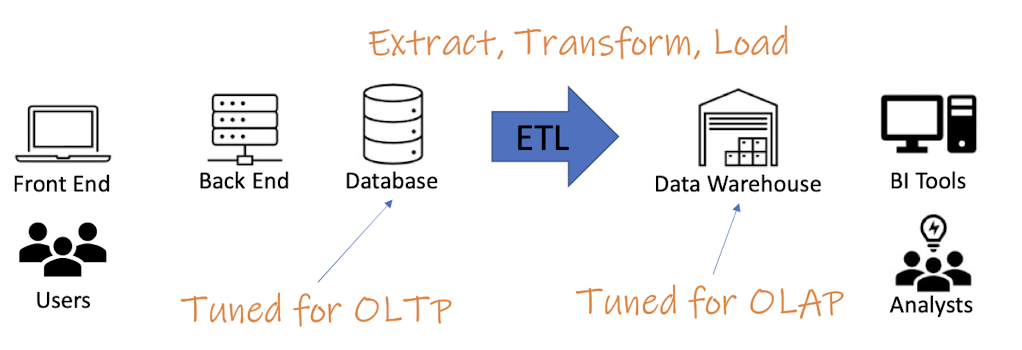 Extract, Transform, Load
ETL
Front End
Back End
Database
Data Warehouse
BI Tools
Users
Tuned for OLTP
Tuned for OLAP
Analysts